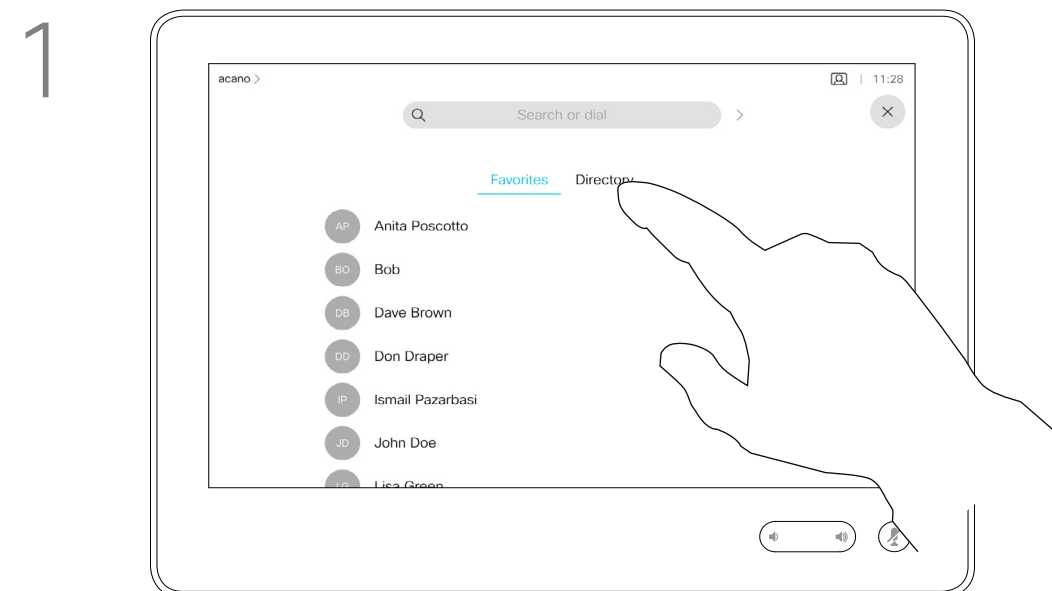 1
acano >
11:28
Search or dial
Favorites Directory
AP Anita Poscotto
BO Bob
DB Dave Brown
DD Don Draper
IP Ismail Pazarbasi
JD John Doe
LG Lisa Green